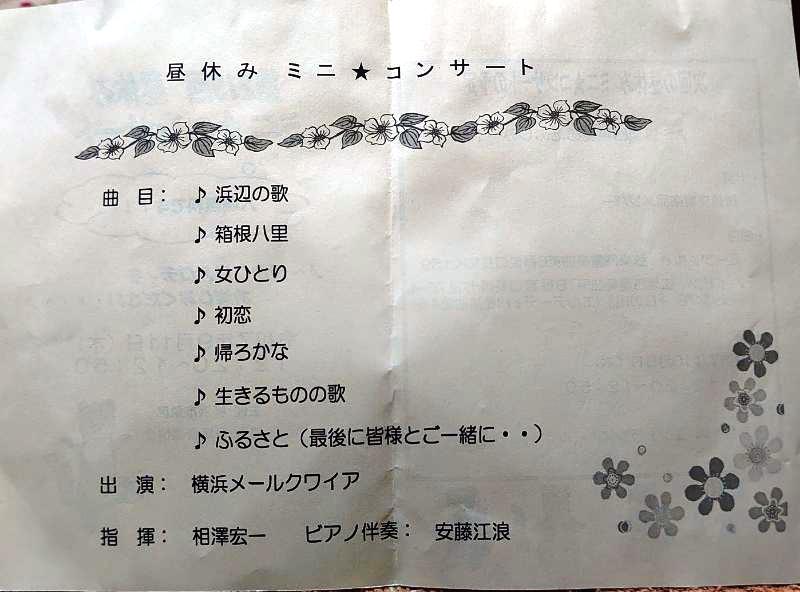 昼休み ミニ★コンサート
曲 目： ♪ 浜辺の歌
♪ 箱根八里
♪ 女ひとり
♪ 初恋
♪ 帰ろかな
♪ 生きるものの歌
♪ ふるさと（最後に皆様とご一緒に・・）
出 演： 横浜メールクワイア
指 揮： 相澤宏一 ピアノ伴奏： 安藤江浪